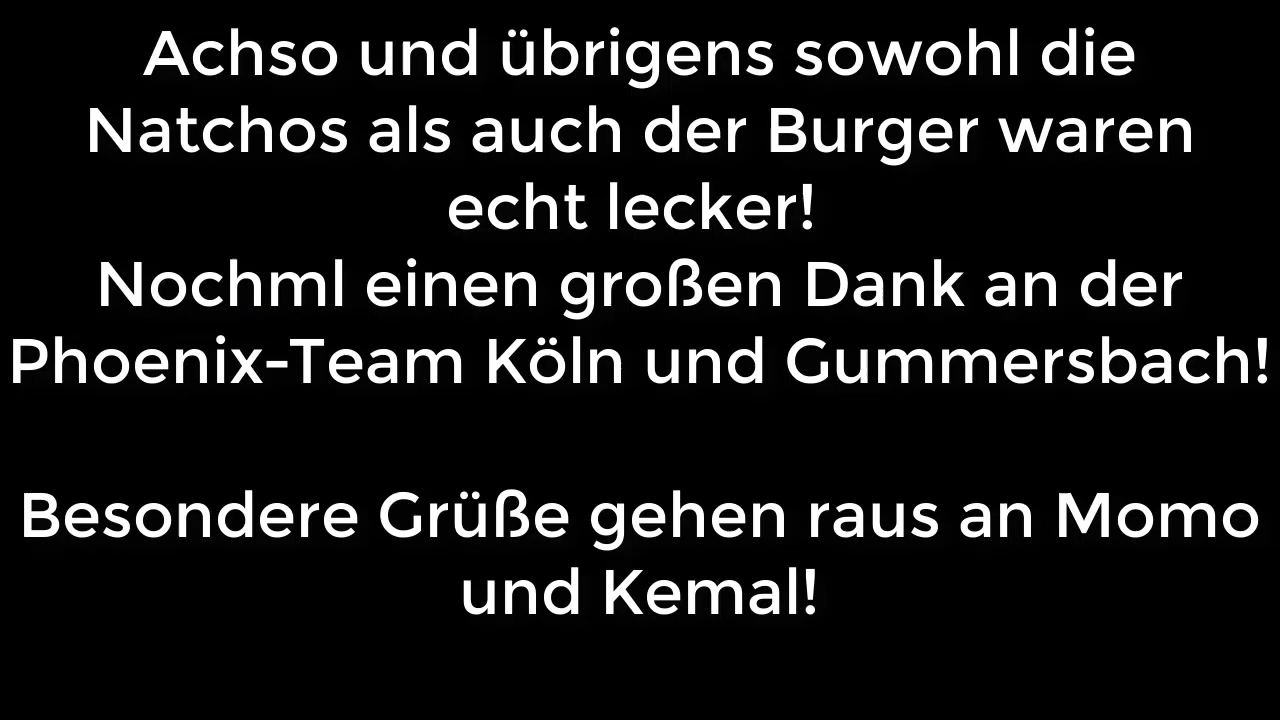 Achso und übrigens sowohl die
Natchos als auch der Burger waren
echt lecker!
Nochml einen großen Dank an der
Phoenix-Team Köln und Gummersbach!
Besondere Grüße gehen raus an Momo
und Kemal!